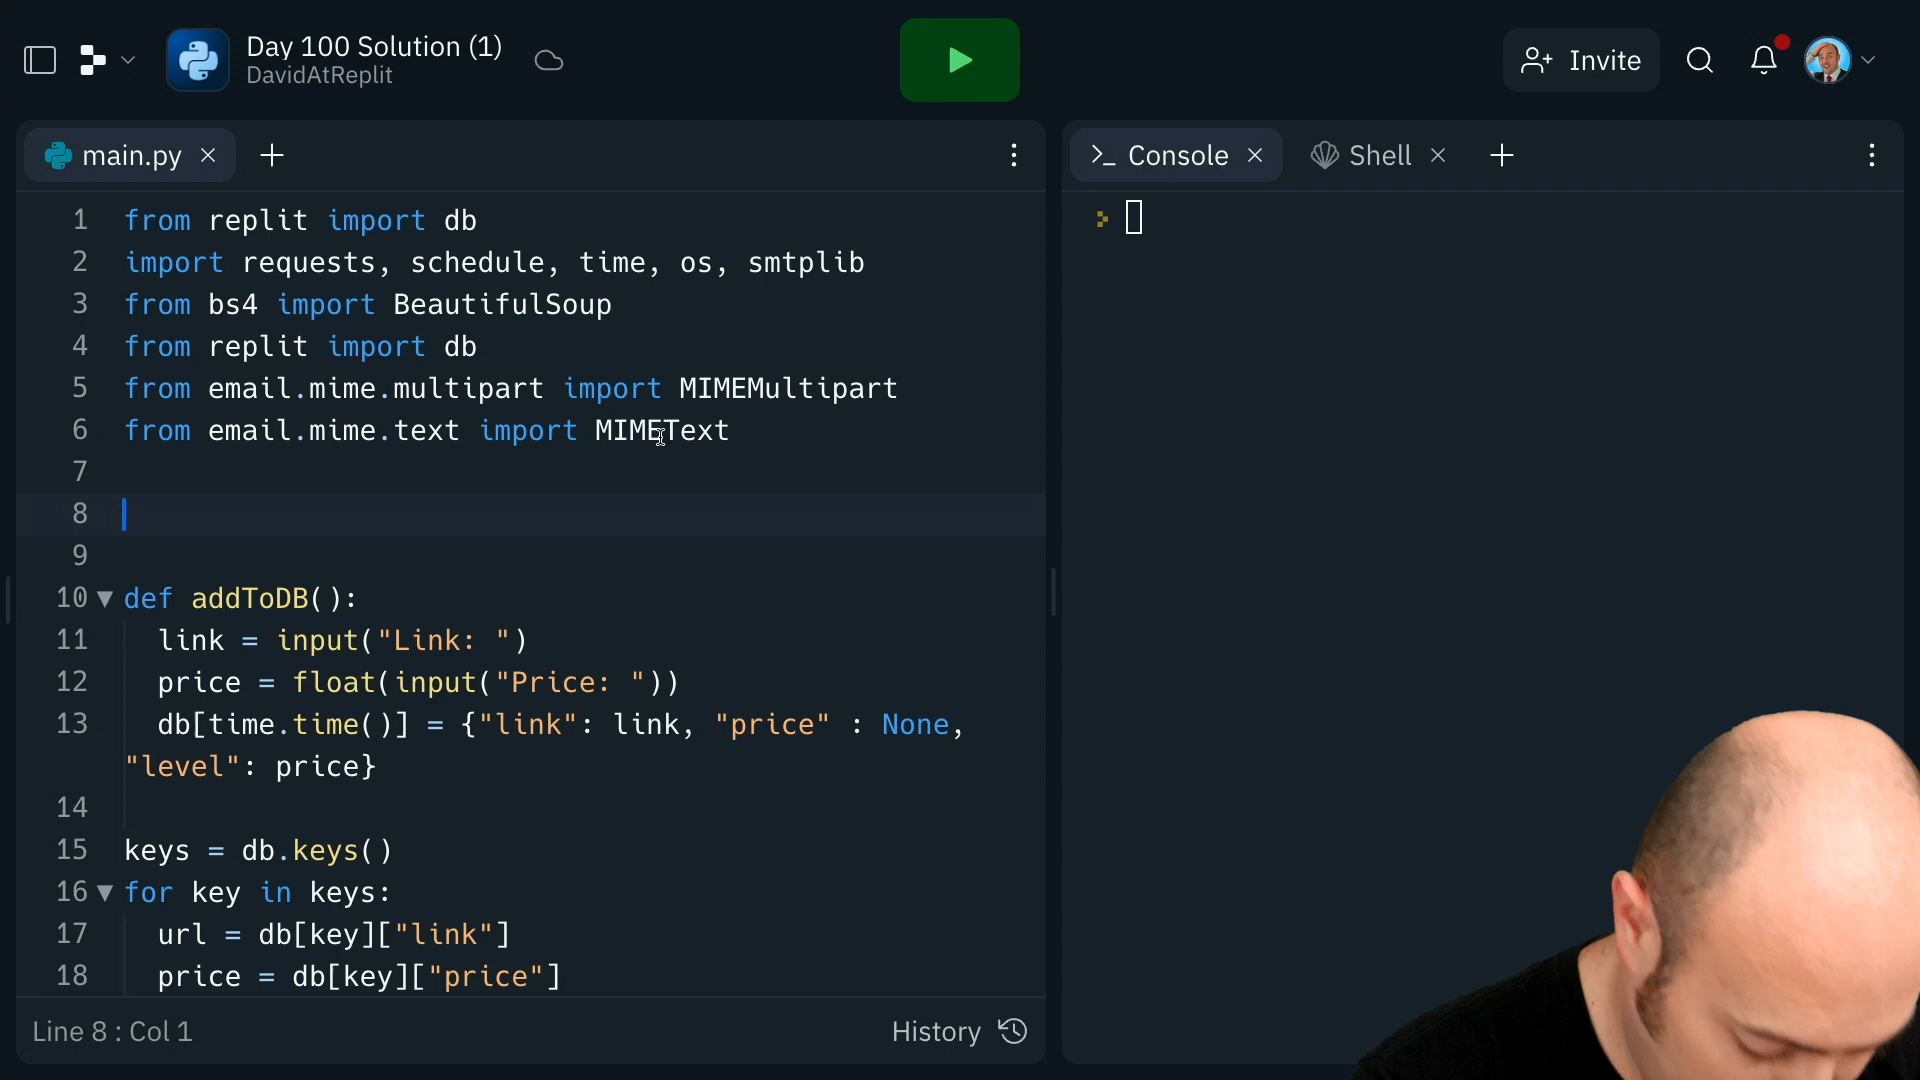 Day 100 Solution (1)
DavidAtReplit
Invite
main.py
Console
Shell
1 from replit import db
2 import requests, schedule, time, os, smtplib
3 from bs4 import BeautifulSoup
4 from replit import db
5 from email.mime.multipart import MIMEMultipart
6 from email.mime.text import MIMEText
7
8
9
10 def addToDB():
11 link = input("Link: ")
12 price = float(input("Price: "))
13 db[time.time()] = {"link": link, "price" : None,
"level": price}
14
15 keys = db.keys()
16 for key in keys:
17 url = db[key]["link"]
18 price = db[key]["price"]
Line 8 : Col 1
History